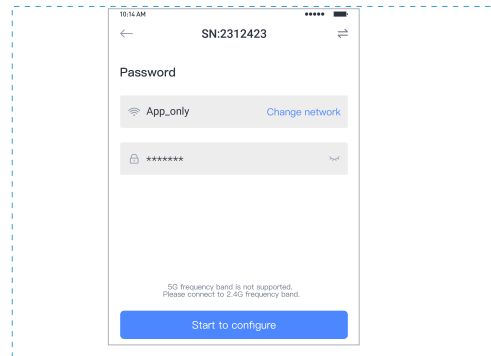 10:14 AM
SN:2312423
Password
App_only Change network
*******
5G frequency band is not supported.
Please connect to 2.4G frequency band.
Start to configure